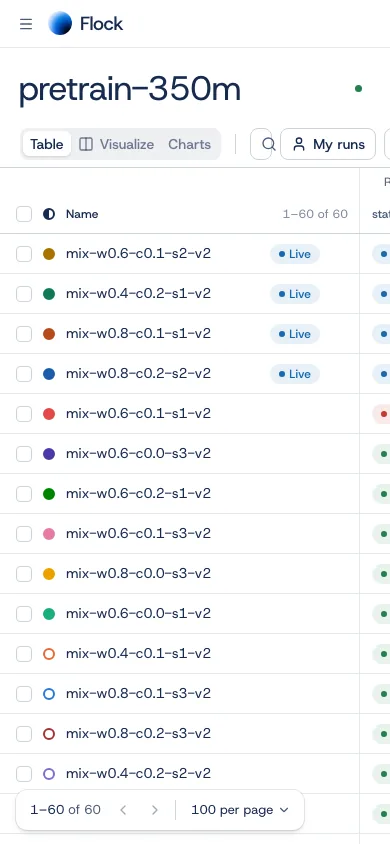 Flock
pretrain-350m
Table Visualize Charts My runs
R
Name 1–60 of 60 stat
mix-w0.6-c0.1-s2-v2 Live
mix-w0.4-c0.2-s1-v2 Live
mix-w0.8-c0.1-s1-v2 Live
mix-w0.8-c0.2-s2-v2 Live
mix-w0.6-c0.1-s1-v2
mix-w0.6-c0.0-s3-v2
mix-w0.6-c0.2-s1-v2
mix-w0.6-c0.1-s3-v2
mix-w0.8-c0.0-s3-v2
mix-w0.6-c0.0-s1-v2
mix-w0.4-c0.1-s1-v2
mix-w0.8-c0.1-s3-v2
mix-w0.8-c0.2-s3-v2
mix-w0.4-c0.2-s2-v2
1–60 of 60 100 per page